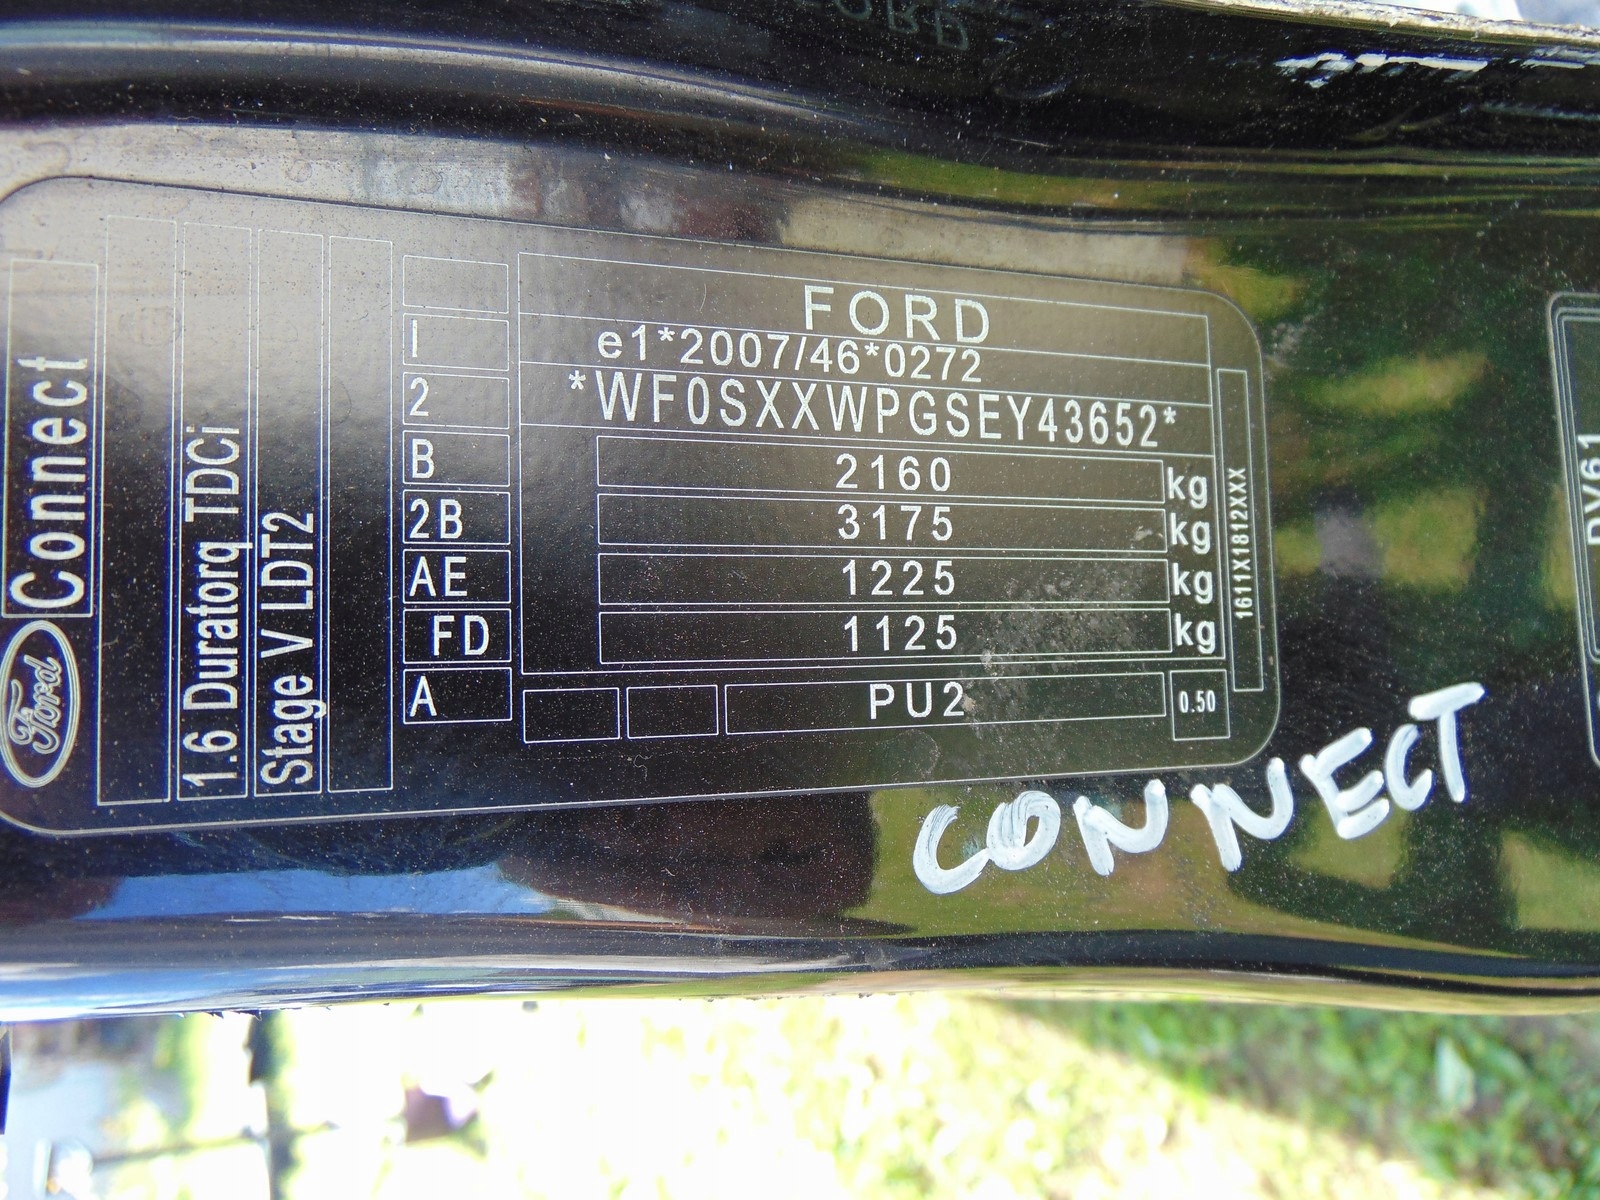 FORD
e1*2007/46*0272
*WF0SXXWPGSEY43652*
I
2
B 2160 kg
2B 3175 kg
AE 1225 kg
FD 1125 kg
A PU2 0.50
1611X1812XXX
Ford Connect
1.6 Duratorq TDCi
Stage V LDT2
CONNECT